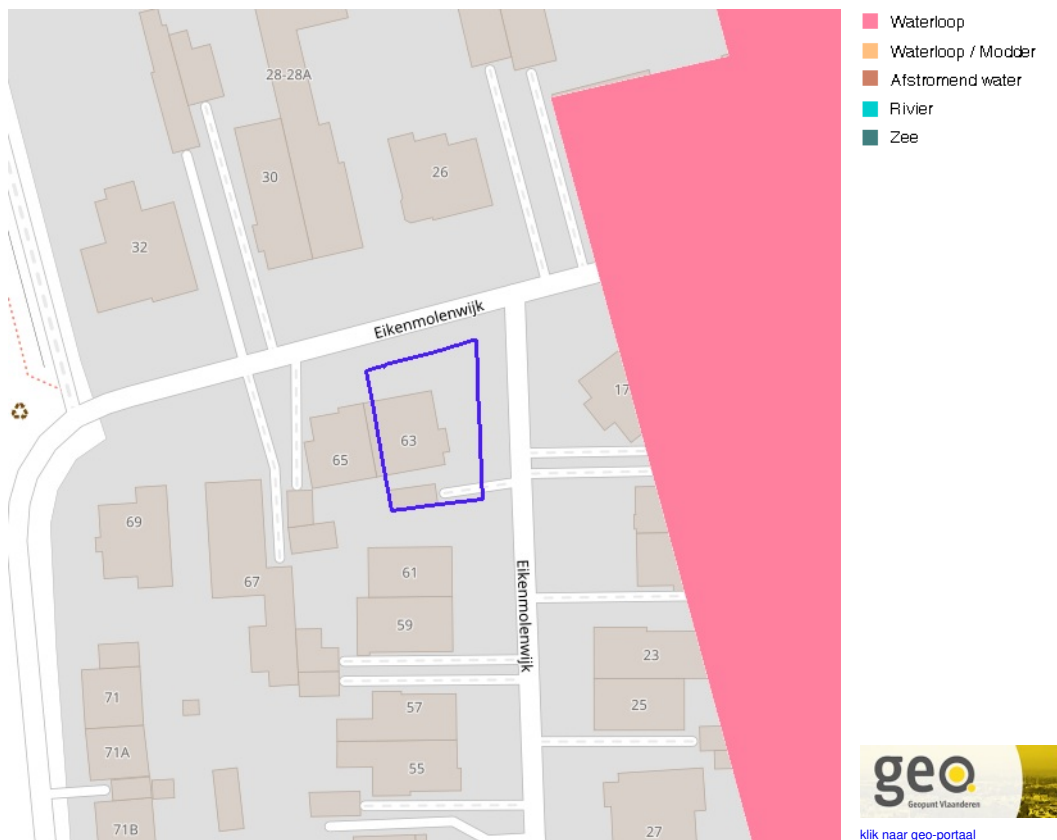 28-28A
30
26
32
Eikenmolenwijk
17
63
65
69
67
61
59
Eikenmolenwijk
23
25
71
71A
57
55
71B
27
Waterloop
Waterloop / Modder
Afstromend water
Rivier
Zee
geo.
Geopunt Vlaanderen
klik naar geo-portaal